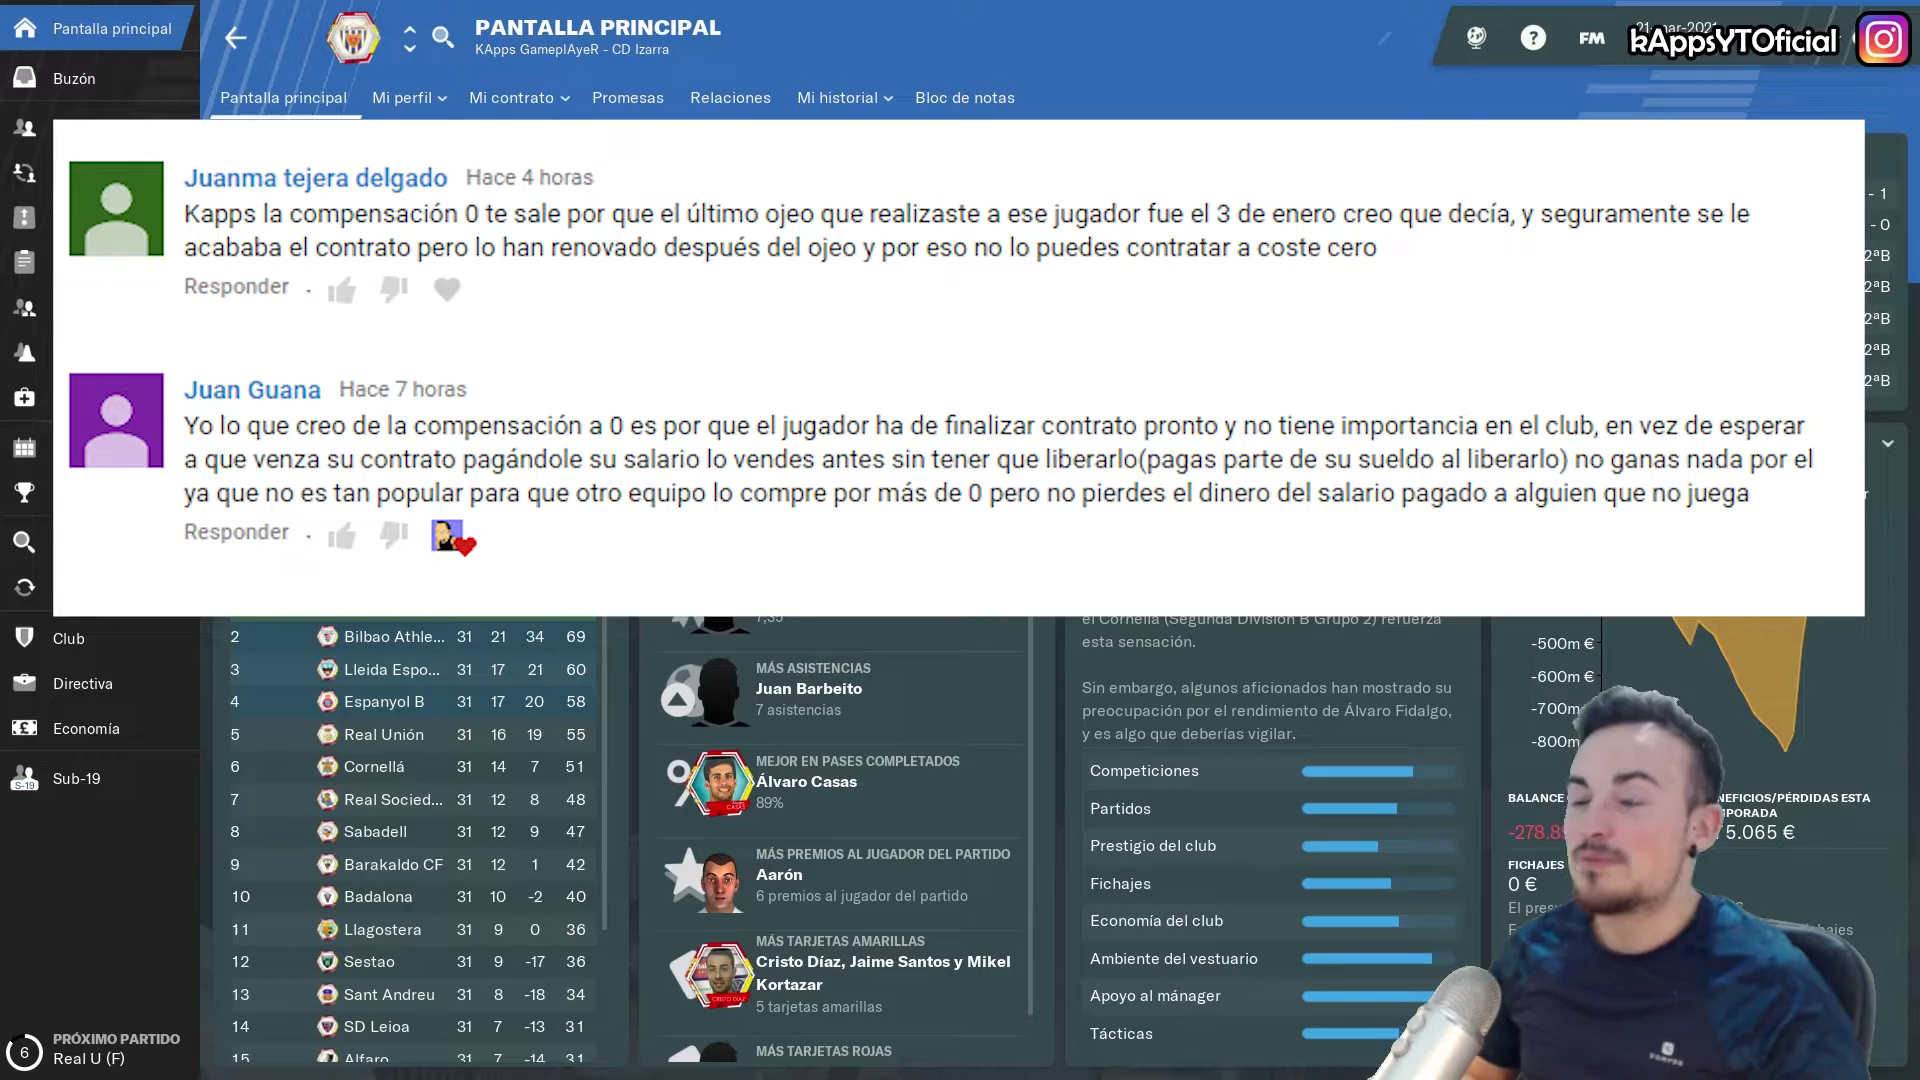 Pantalla principal
Buzón
PANTALLA PRINCIPAL
KApps GameplAyeR - CD Izarra
FM
kAppsYTOficial
Pantalla principal
Mi perfil
Mi contrato
Promesas
Relaciones
Mi historial
Bloc de notas
Juanma tejera delgado Hace 4 horas
Kapps la compensación 0 te sale por que el último ojeo que realizaste a ese jugador fue el 3 de enero creo que decía, y seguramente se le
acababa el contrato pero lo han renovado después del ojeo y por eso no lo puedes contratar a coste cero
Responder
Juan Guana Hace 7 horas
Yo lo que creo de la compensación a 0 es por que el jugador ha de finalizar contrato pronto y no tiene importancia en el club, en vez de esperar
a que venza su contrato pagándole su salario lo vendes antes sin tener que liberarlo(pagas parte de su sueldo al liberarlo) no ganas nada por el
ya que no es tan popular para que otro equipo lo compre por más de 0 pero no pierdes el dinero del salario pagado a alguien que no juega
Responder
- 1
- 0
2ªB
2ªB
2ªB
2ªB
2ªB
Club
Directiva
Economía
S-19 Sub-19
6
PRÓXIMO PARTIDO
Real U (F)
2 Bilbao Athle... 31 21 34 69
3 Lleida Espo... 31 17 21 60
4 Espanyol B 31 17 20 58
5 Real Unión 31 16 19 55
6 Cornellá 31 14 7 51
7 Real Socied... 31 12 8 48
8 Sabadell 31 12 9 47
9 Barakaldo CF 31 12 1 42
10 Badalona 31 10 -2 40
11 Llagostera 31 9 0 36
12 Sestao 31 9 -17 36
13 Sant Andreu 31 8 -18 34
14 SD Leioa 31 7 -13 31
15 Alfaro 31 7 -14 31
MÁS ASISTENCIAS
Juan Barbeito
7 asistencias
MEJOR EN PASES COMPLETADOS
Álvaro Casas
89%
MÁS PREMIOS AL JUGADOR DEL PARTIDO
Aarón
6 premios al jugador del partido
MÁS TARJETAS AMARILLAS
Cristo Díaz, Jaime Santos y Mikel
Kortazar
5 tarjetas amarillas
MÁS TARJETAS ROJAS
el Cornellá (Segunda División B Grupo 2) refuerza
esta sensación.
Sin embargo, algunos aficionados han mostrado su
preocupación por el rendimiento de Álvaro Fidalgo,
y es algo que deberías vigilar.
Competiciones
Partidos
Prestigio del club
Fichajes
Economía del club
Ambiente del vestuario
Apoyo al mánager
Tácticas
-500m €
-600m €
-700m
-800m
BALANCE
FICHAJES
0 €
5.065 €